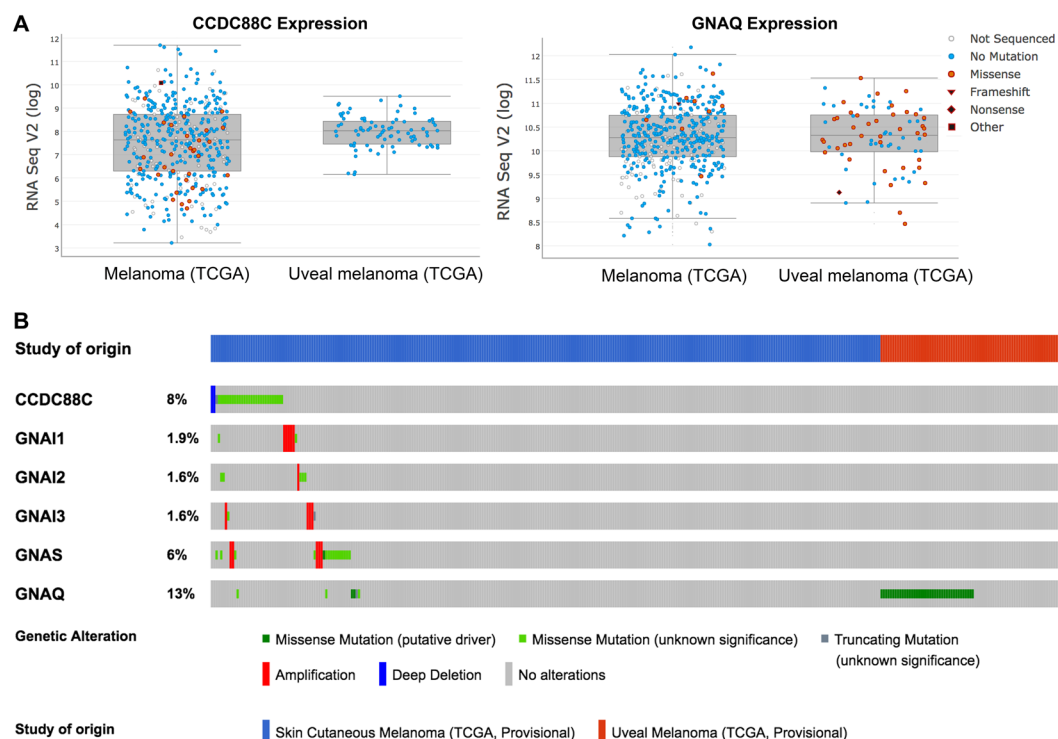 A
CCDC88C Expression
GNAQ Expression
RNA Seq V2 (log)
12
11
10
9
8
7
6
5
4
3
Melanoma (TCGA)
Uveal melanoma (TCGA)
RNA Seq V2 (log)
12.5
12
11.5
11
10.5
10
9.5
9
8.5
8
Melanoma (TCGA)
Uveal melanoma (TCGA)
Not Sequenced
No Mutation
Missense
Frameshift
Nonsense
Other
B
Study of origin
CCDC88C 8%
GNAI1 1.9%
GNAI2 1.6%
GNAI3 1.6%
GNAS 6%
GNAQ 13%
Genetic Alteration
Missense Mutation (putative driver)
Missense Mutation (unknown significance)
Truncating Mutation
(unknown significance)
Amplification
Deep Deletion
No alterations
Study of origin
Skin Cutaneous Melanoma (TCGA, Provisional)
Uveal Melanoma (TCGA, Provisional)